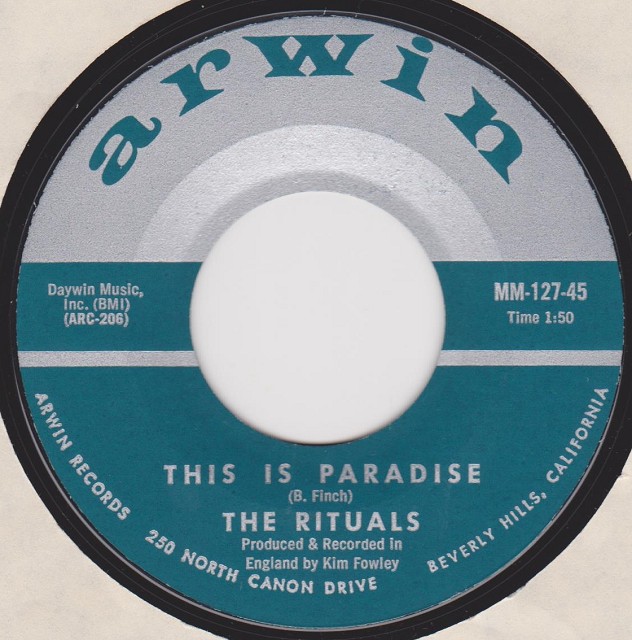 arwin
Daywin Music,
Inc. (BMI)
(ARC-206)
MM-127-45
Time 1:50
THIS IS PARADISE
(B. Finch)
THE RITUALS
Produced & Recorded in
England by Kim Fowley
ARWIN RECORDS 250 NORTH CANON DRIVE BEVERLY HILLS, CALIFORNIA